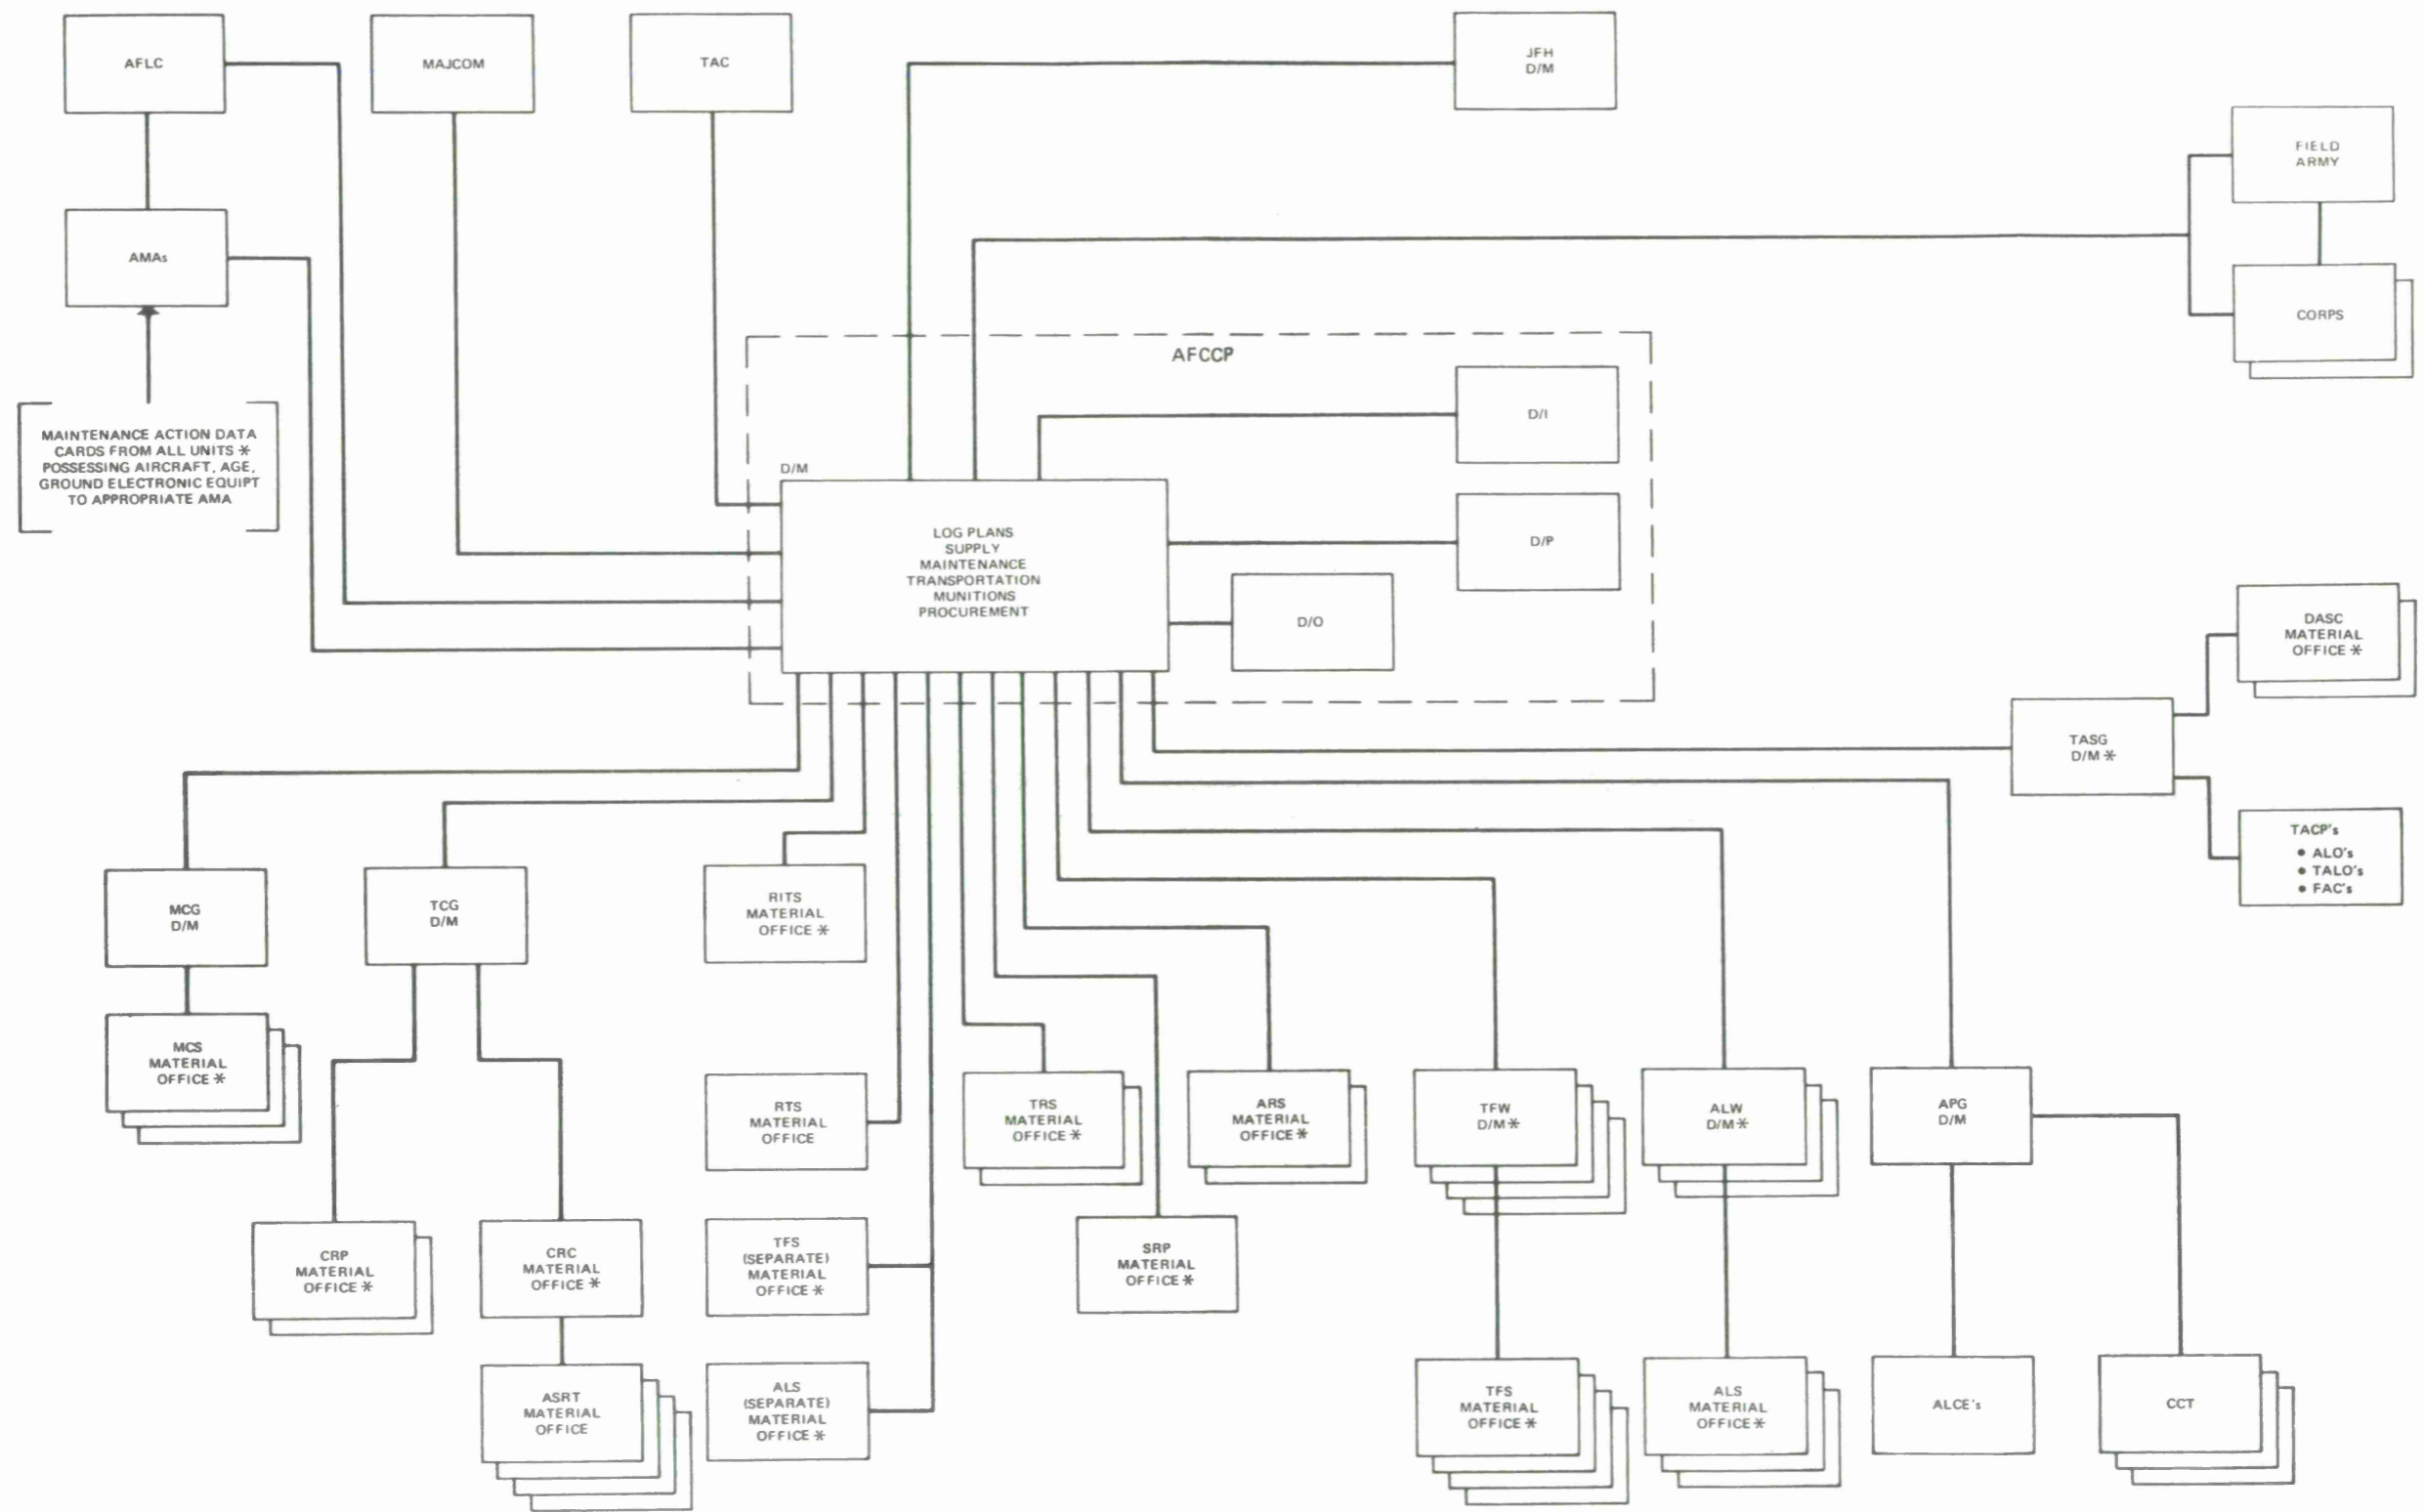 AFLC
MAJCOM
TAC
JFH
D/M
FIELD
ARMY
AMAs
CORPS
AFCCP
MAINTENANCE ACTION DATA
CARDS FROM ALL UNITS *
POSSESSING AIRCRAFT, AGE,
GROUND ELECTRONIC EQUIPT
TO APPROPRIATE AMA
D/I
D/M
LOG PLANS
SUPPLY
MAINTENANCE
TRANSPORTATION
MUNITIONS
PROCUREMENT
D/P
D/O
DASC
MATERIAL
OFFICE *
TASG
D/M *
TACP's
• ALO's
• TALO's
• FAC's
MCG
D/M
TCG
D/M
RITS
MATERIAL
OFFICE *
MCS
MATERIAL
OFFICE *
RTS
MATERIAL
OFFICE
TRS
MATERIAL
OFFICE *
ARS
MATERIAL
OFFICE *
TFW
D/M *
ALW
D/M *
APG
D/M
CRP
MATERIAL
OFFICE *
CRC
MATERIAL
OFFICE *
TFS
(SEPARATE)
MATERIAL
OFFICE *
SRP
MATERIAL
OFFICE *
ASRT
MATERIAL
OFFICE
ALS
(SEPARATE)
MATERIAL
OFFICE *
TFS
MATERIAL
OFFICE *
ALS
MATERIAL
OFFICE *
ALCE's
CCT